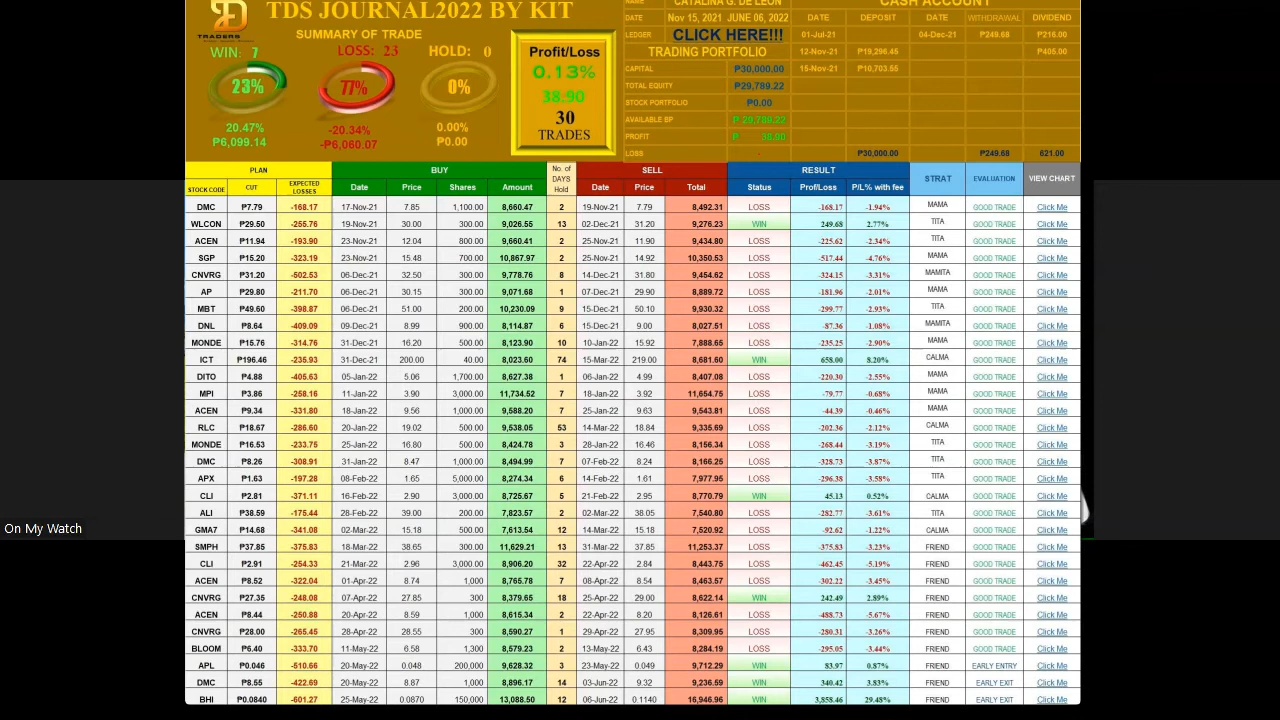 TDS JOURNAL2022 BY KIT
TRADERS
SUMMARY OF TRADE
WIN: 7 LOSS: 23 HOLD: 0
23% 77% 0%
20.47% -20.34% 0.00%
₱6,099.14 -₱6,060.07 ₱0.00
Profit/Loss
0.13%
38.90
30
TRADES
NAME CATALINA G. DE LEON CASH ACCOUNT
DATE Nov 15, 2021 JUNE 06, 2022 DATE DEPOSIT DATE WITHDRAWAL DIVIDEND
LEDGER CLICK HERE!!! 01-Jul-21 04-Dec-21 ₱249.68 ₱216.00
TRADING PORTFOLIO 12-Nov-21 ₱19,296.45 ₱405.00
CAPITAL ₱30,000.00 15-Nov-21 ₱10,703.55
TOTAL EQUITY ₱29,789.22
STOCK PORTFOLIO ₱0.00
AVAILABLE BP ₱ 29,789.22
PROFIT ₱ 38.90
LOSS - ₱30,000.00 ₱249.68 621.00
PLAN BUY No. of DAYS Hold SELL RESULT STRAT EVALUATION VIEW CHART
STOCK CODE CUT EXPECTED LOSSES Date Price Shares Amount Date Price Total Status Prof/Loss P/L% with fee
DMC ₱7.79 -168.17 17-Nov-21 7.85 1,100.00 8,660.47 2 19-Nov-21 7.79 8,492.31 LOSS -168.17 -1.94% MAMA GOOD TRADE Click Me
WLCON ₱29.50 -255.76 19-Nov-21 30.00 300.00 9,026.55 13 02-Dec-21 31.20 9,276.23 WIN 249.68 2.77% TITA GOOD TRADE Click Me
ACEN ₱11.94 -193.90 23-Nov-21 12.04 800.00 9,660.41 2 25-Nov-21 11.90 9,434.80 LOSS -225.62 -2.34% TITA GOOD TRADE Click Me
SGP ₱15.20 -323.19 23-Nov-21 15.48 700.00 10,867.97 2 25-Nov-21 14.92 10,350.53 LOSS -517.44 -4.76% MAMA GOOD TRADE Click Me
CNVRG ₱31.20 -502.53 06-Dec-21 32.50 300.00 9,778.76 8 14-Dec-21 31.80 9,454.62 LOSS -324.15 -3.31% MAMITA GOOD TRADE Click Me
AP ₱29.80 -211.70 06-Dec-21 30.15 300.00 9,071.68 1 07-Dec-21 29.90 8,889.72 LOSS -181.96 -2.01% MAMA GOOD TRADE Click Me
MBT ₱49.60 -398.87 06-Dec-21 51.00 200.00 10,230.09 9 15-Dec-21 50.10 9,930.32 LOSS -299.77 -2.93% TITA GOOD TRADE Click Me
DNL ₱8.64 -409.09 09-Dec-21 8.99 900.00 8,114.87 6 15-Dec-21 9.00 8,027.51 LOSS -87.36 -1.08% MAMITA GOOD TRADE Click Me
MONDE ₱15.76 -314.76 31-Dec-21 16.20 500.00 8,123.90 10 10-Jan-22 15.92 7,888.65 LOSS -235.25 -2.90% MAMA GOOD TRADE Click Me
ICT ₱196.46 -235.93 31-Dec-21 200.00 40.00 8,023.60 74 15-Mar-22 219.00 8,681.60 WIN 658.00 8.20% CALMA GOOD TRADE Click Me
DITO ₱4.88 -405.63 05-Jan-22 5.06 1,700.00 8,627.38 1 06-Jan-22 4.99 8,407.08 LOSS -220.30 -2.55% MAMA GOOD TRADE Click Me
MPI ₱3.86 -258.16 11-Jan-22 3.90 3,000.00 11,734.52 7 18-Jan-22 3.92 11,654.75 LOSS -79.77 -0.68% MAMA GOOD TRADE Click Me
ACEN ₱9.34 -331.80 18-Jan-22 9.56 1,000.00 9,588.20 7 25-Jan-22 9.63 9,543.81 LOSS -44.39 -0.46% MAMA GOOD TRADE Click Me
RLC ₱18.67 -286.60 20-Jan-22 19.02 500.00 9,538.05 53 14-Mar-22 18.84 9,335.69 LOSS -202.36 -2.12% CALMA GOOD TRADE Click Me
MONDE ₱16.53 -233.75 25-Jan-22 16.80 500.00 8,424.78 3 28-Jan-22 16.46 8,156.34 LOSS -268.44 -3.19% TITA GOOD TRADE Click Me
DMC ₱8.26 -308.91 31-Jan-22 8.47 1,000.00 8,494.99 7 07-Feb-22 8.24 8,166.25 LOSS -328.73 -3.87% TITA GOOD TRADE Click Me
APX ₱1.63 -197.28 08-Feb-22 1.65 5,000.00 8,274.34 6 14-Feb-22 1.61 7,977.95 LOSS -296.38 -3.58% TITA GOOD TRADE Click Me
CLI ₱2.81 -371.11 16-Feb-22 2.90 3,000.00 8,725.67 5 21-Feb-22 2.95 8,770.79 WIN 45.13 0.52% CALMA GOOD TRADE Click Me
ALI ₱38.59 -175.44 28-Feb-22 39.00 200.00 7,823.57 2 02-Mar-22 38.05 7,540.80 LOSS -282.77 -3.61% TITA GOOD TRADE Click Me
GMA7 ₱14.68 -341.08 02-Mar-22 15.18 500.00 7,613.54 12 14-Mar-22 15.18 7,520.92 LOSS -92.62 -1.22% CALMA GOOD TRADE Click Me
SMPH ₱37.85 -375.83 18-Mar-22 38.65 300.00 11,629.21 13 31-Mar-22 37.85 11,253.37 LOSS -375.83 -3.23% FRIEND GOOD TRADE Click Me
CLI ₱2.91 -254.33 21-Mar-22 2.96 3,000.00 8,906.20 32 22-Apr-22 2.84 8,443.75 LOSS -462.45 -5.19% FRIEND GOOD TRADE Click Me
ACEN ₱8.52 -322.04 01-Apr-22 8.74 1,000 8,765.78 7 08-Apr-22 8.54 8,463.57 LOSS -302.22 -3.45% FRIEND GOOD TRADE Click Me
CNVRG ₱27.35 -248.08 07-Apr-22 27.85 300 8,379.65 18 25-Apr-22 29.00 8,622.14 WIN 242.49 2.89% FRIEND GOOD TRADE Click Me
ACEN ₱8.44 -250.88 20-Apr-22 8.59 1,000 8,615.34 2 22-Apr-22 8.20 8,126.61 LOSS -488.73 -5.67% FRIEND GOOD TRADE Click Me
CNVRG ₱28.00 -265.45 28-Apr-22 28.55 300 8,590.27 1 29-Apr-22 27.95 8,309.95 LOSS -280.31 -3.26% FRIEND GOOD TRADE Click Me
BLOOM ₱6.40 -333.70 11-May-22 6.58 1,300 8,579.23 2 13-May-22 6.43 8,284.19 LOSS -295.05 -3.44% FRIEND GOOD TRADE Click Me
APL ₱0.046 -510.66 20-May-22 0.048 200,000 9,628.32 3 23-May-22 0.049 9,712.29 WIN 83.97 0.87% FRIEND EARLY ENTRY Click Me
DMC ₱8.55 -422.69 20-May-22 8.87 1,000 8,896.17 14 03-Jun-22 9.32 9,236.59 WIN 340.42 3.83% FRIEND EARLY EXIT Click Me
BHI ₱0.0840 -601.27 25-May-22 0.0870 150,000 13,088.50 12 06-Jun-22 0.1140 16,946.96 WIN 3,858.46 29.48% FRIEND EARLY EXIT Click Me
On My Watch